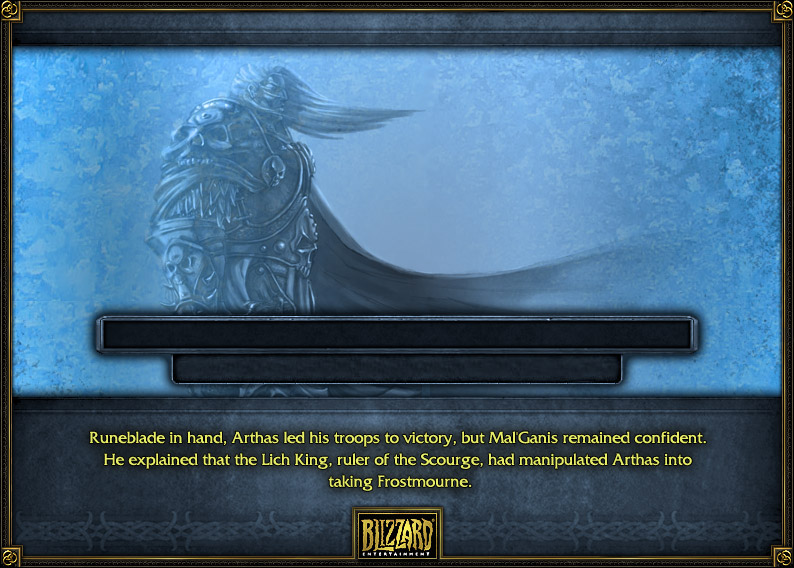 Runeblade in hand, Arthas led his troops to victory, but Mal'Ganis remained confident.
He explained that the Lich King, ruler of the Scourge, had manipulated Arthas into
taking Frostmourne.
BLIZZARD
ENTERTAINMENT